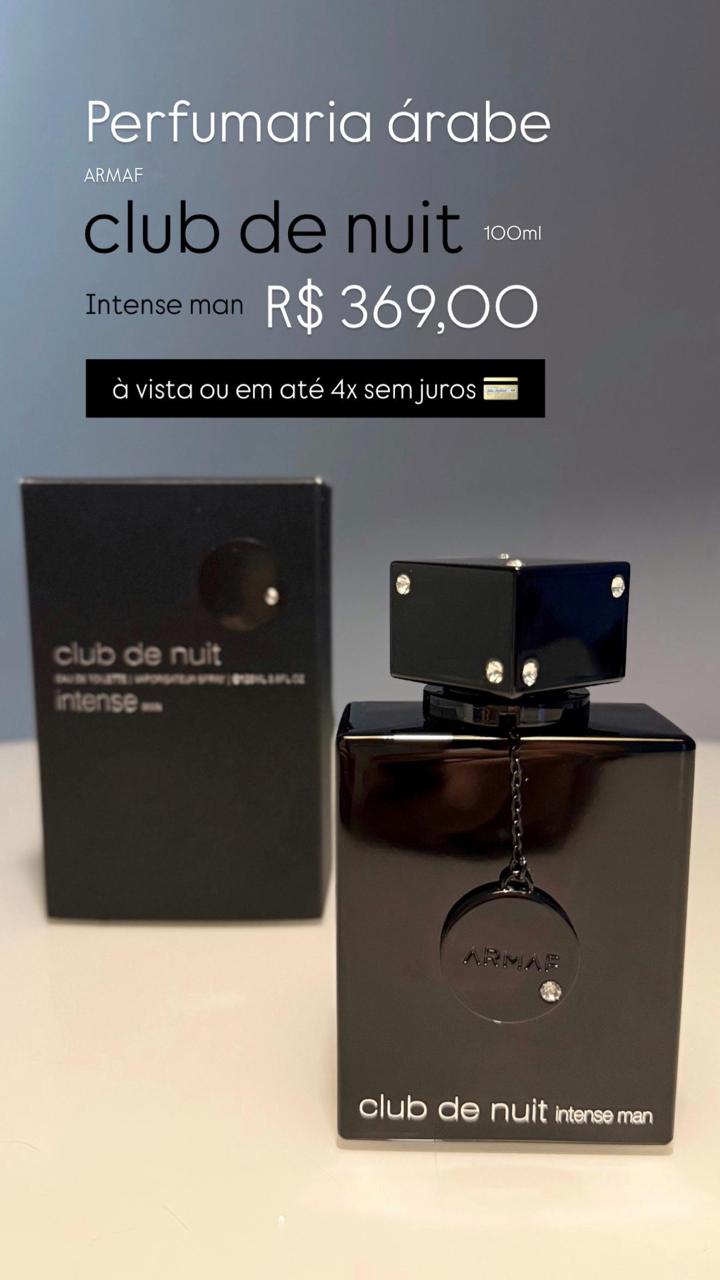 Perfumaria árabe
ARMAF
club de nuit 100ml
Intense man R$ 369,00
à vista ou em até 4x sem juros
club de nuit
intense
ARMAF
club de nuit intense man